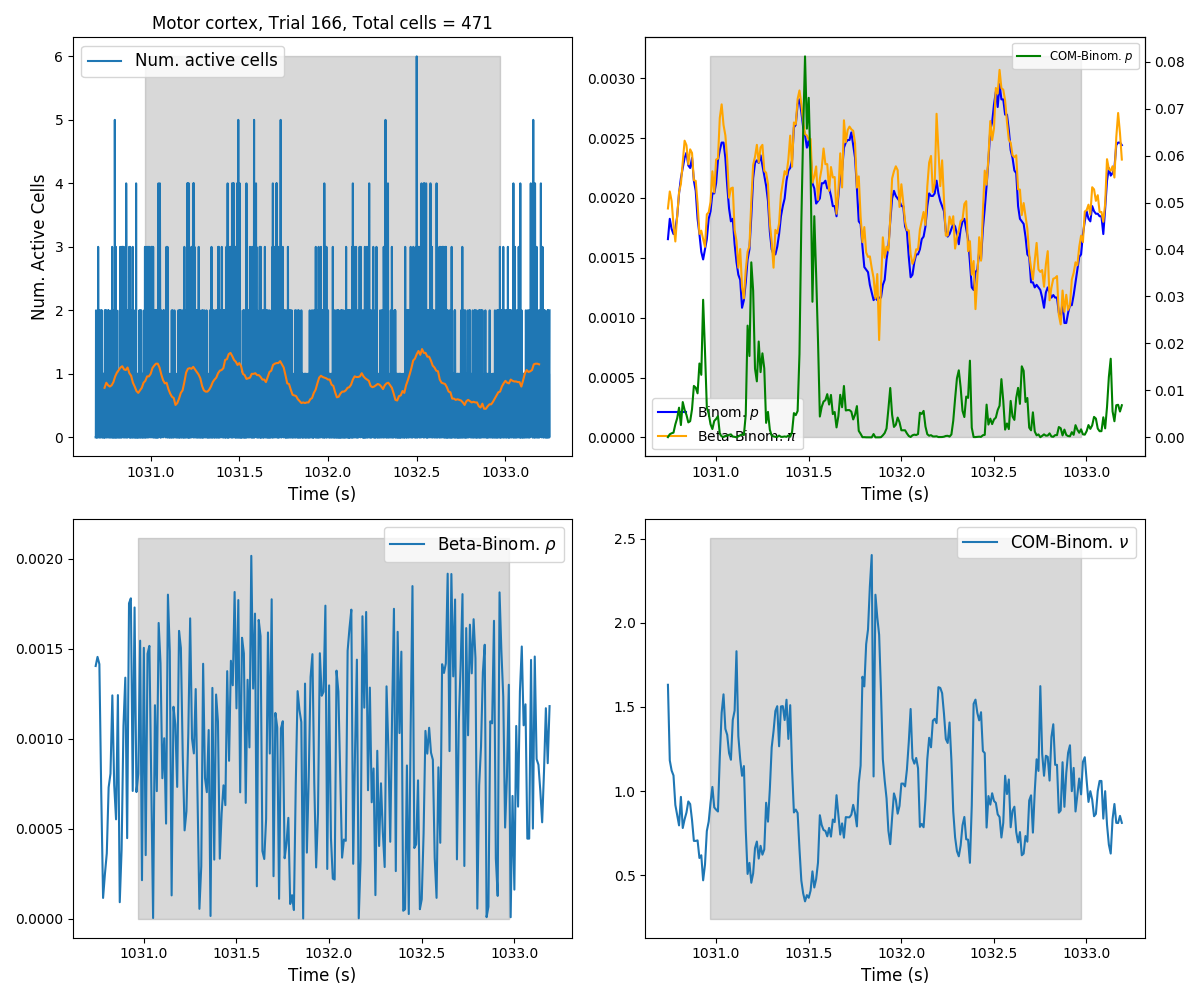 Motor cortex, Trial 166, Total cells = 471
Num. active cells
Num. Active Cells
6
5
4
3
2
1
0
1031.0 1031.5 1032.0 1032.5 1033.0
Time (s)
COM-Binom. p
0.0030
0.0025
0.0020
0.0015
0.0010
0.0005
0.0000
0.08
0.07
0.06
0.05
0.04
0.03
0.02
0.01
0.00
Binom. p
Beta-Binom. π
1031.0 1031.5 1032.0 1032.5 1033.0
Time (s)
Beta-Binom. ρ
0.0020
0.0015
0.0010
0.0005
0.0000
1031.0 1031.5 1032.0 1032.5 1033.0
Time (s)
COM-Binom. ν
2.5
2.0
1.5
1.0
0.5
1031.0 1031.5 1032.0 1032.5 1033.0
Time (s)